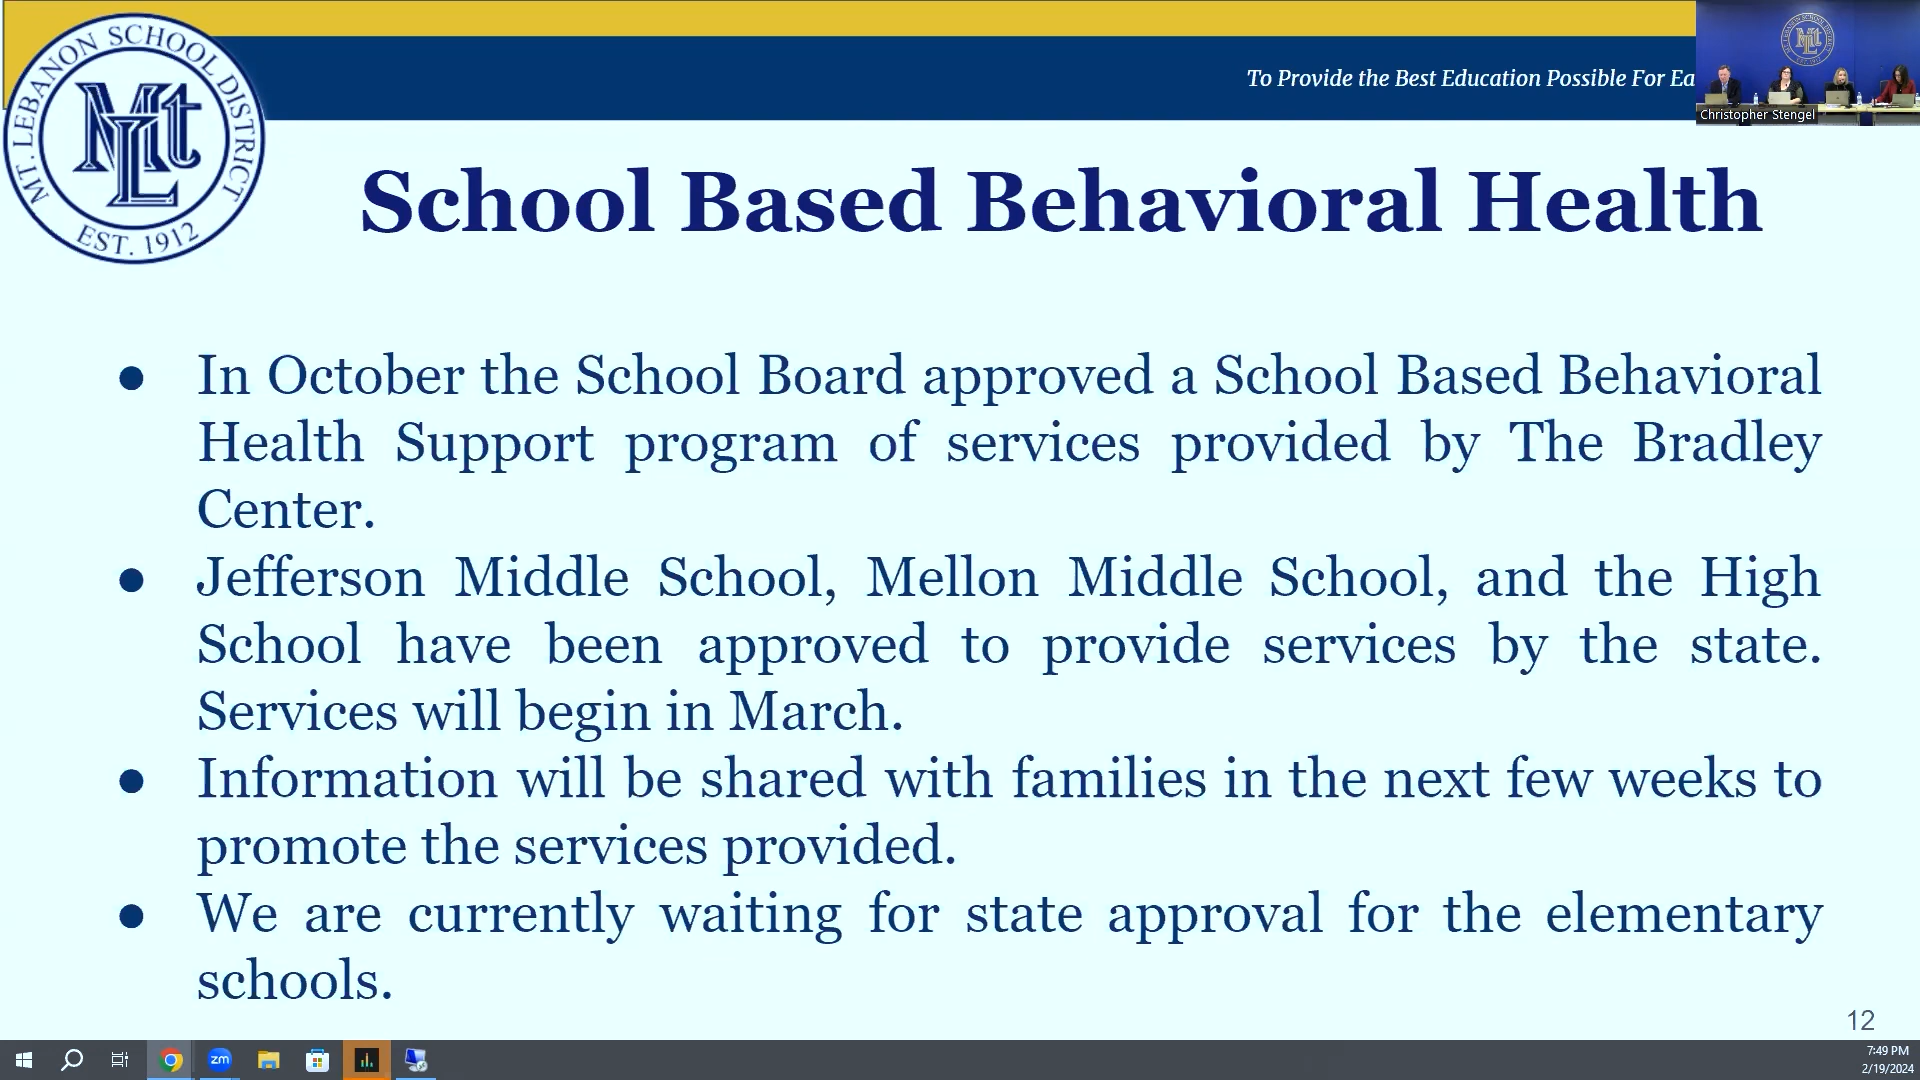 MT. LEBANON SCHOOL DISTRICT
MtL
EST. 1912
To Provide the Best Education Possible For Ea
Christopher Stengel
School Based Behavioral Health
● In October the School Board approved a School Based Behavioral
Health Support program of services provided by The Bradley
Center.
● Jefferson Middle School, Mellon Middle School, and the High
School have been approved to provide services by the state.
Services will begin in March.
● Information will be shared with families in the next few weeks to
promote the services provided.
● We are currently waiting for state approval for the elementary
schools.
12
zm
7:49 PM
2/19/2024